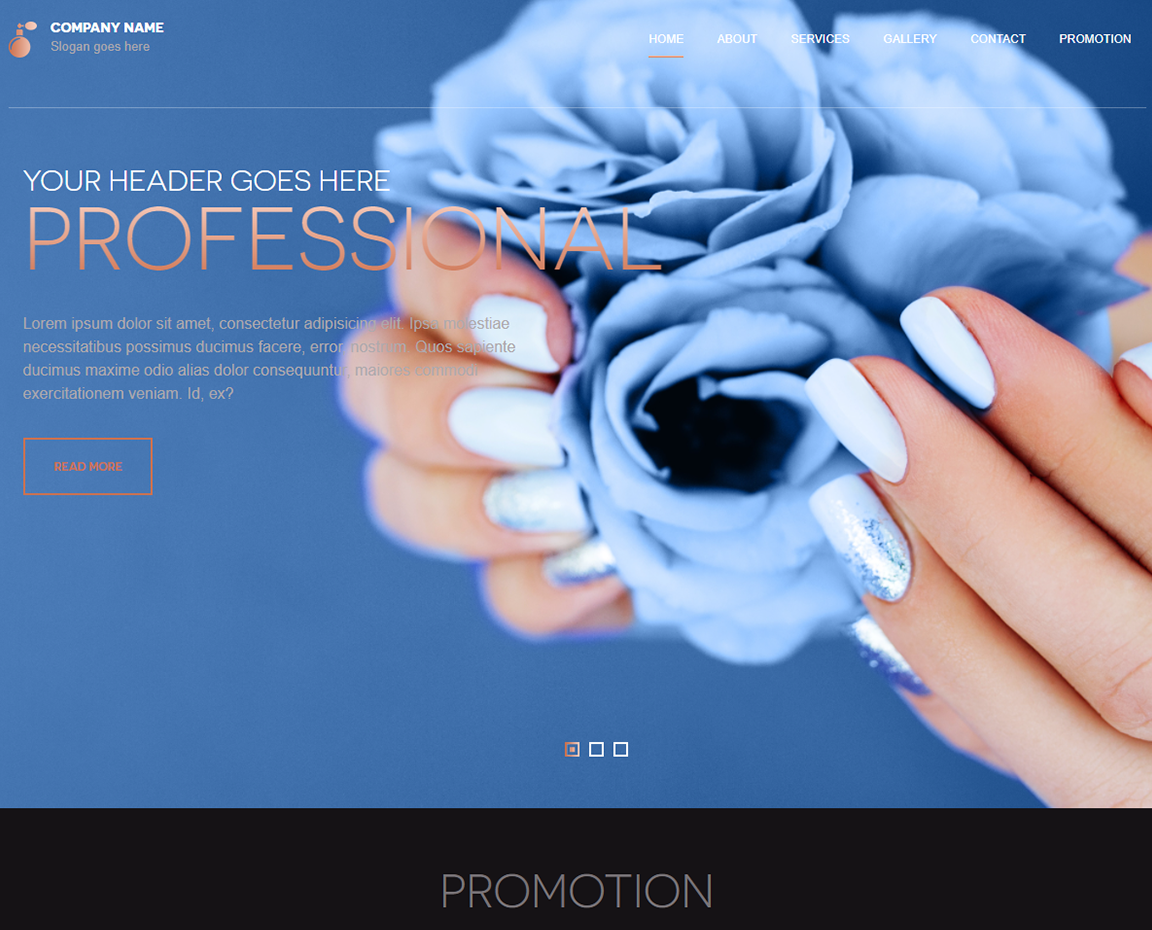 COMPANY NAME
Slogan goes here
HOME ABOUT SERVICES GALLERY CONTACT PROMOTION
YOUR HEADER GOES HERE
PROFESSIONAL
Lorem ipsum dolor sit amet, consectetur adipisicing elit. Ipsa molestiae
necessitatibus possimus ducimus facere, error nostrum. Quos sapiente
ducimus maxime odio alias dolor consequuntur, maiores commodi
exercitationem veniam. Id, ex?
READ MORE
PROMOTION